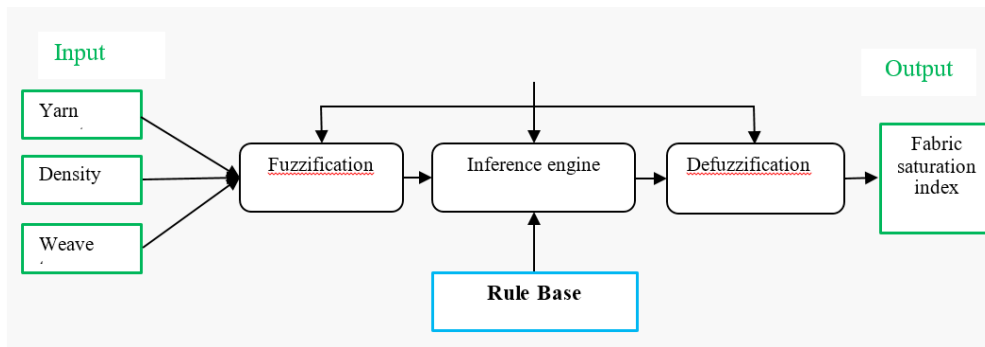 Input
Output
Yarn
Density
Weave
Fuzzification
Inference engine
Defuzzification
Fabric
saturation
index
Rule Base